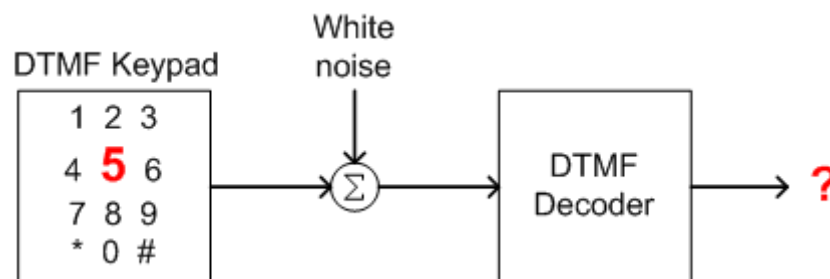 White
noise
DTMF Keypad
1 2 3
4 5 6
7 8 9
* 0 #
Σ
DTMF
Decoder
?